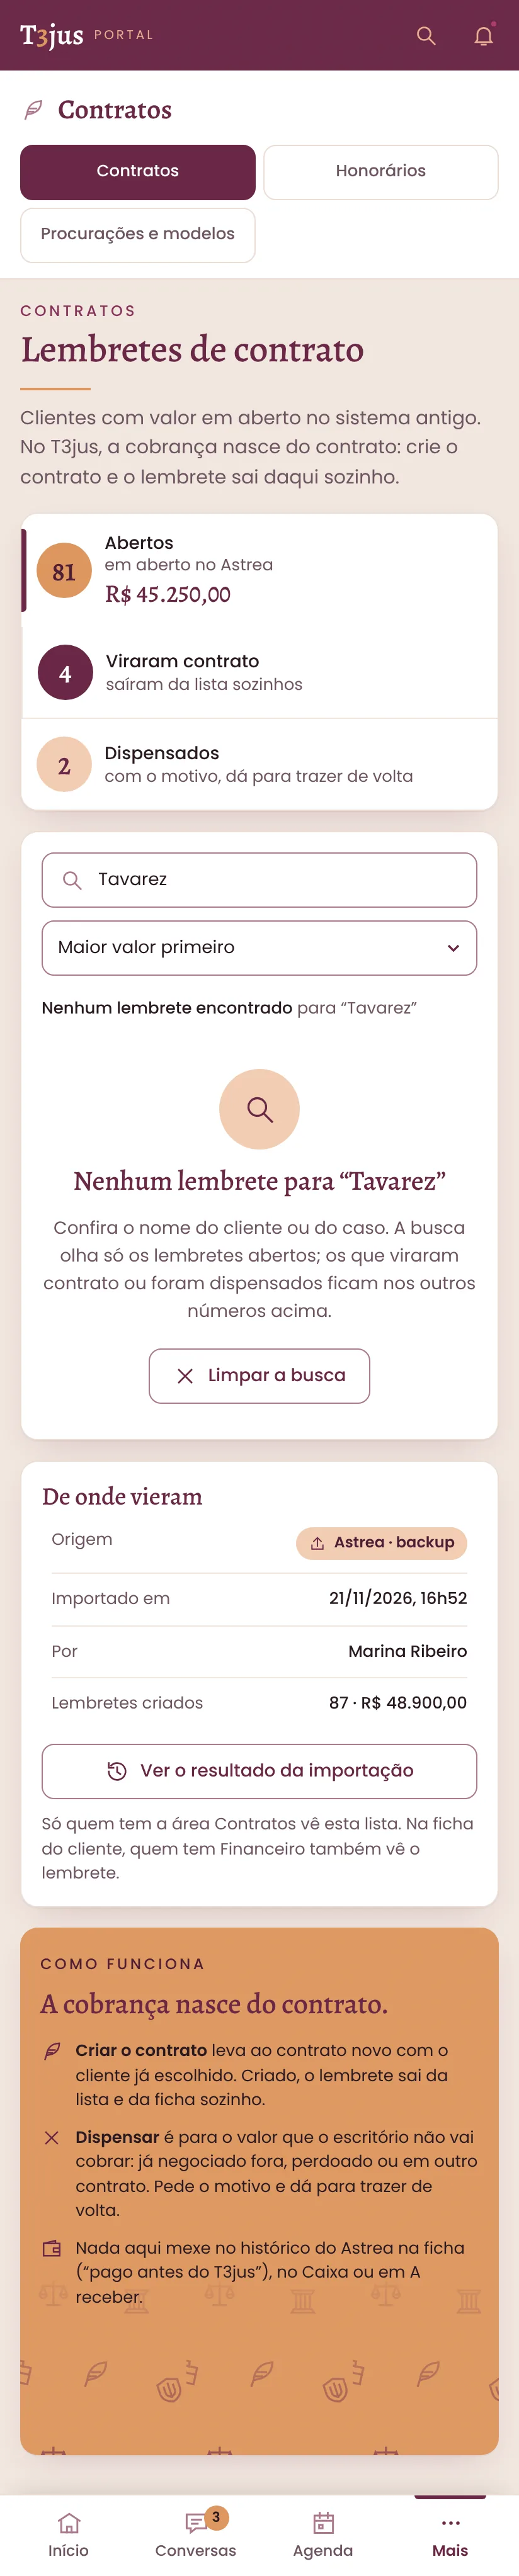 T3jus PORTAL
Contratos
Contratos
Honorários
Procurações e modelos
CONTRATOS
Lembretes de contrato
Clientes com valor em aberto no sistema antigo.
No T3jus, a cobrança nasce do contrato: crie o
contrato e o lembrete sai daqui sozinho.
81
Abertos
em aberto no Astrea
R$ 45.250,00
4
Viraram contrato
saíram da lista sozinhos
2
Dispensados
com o motivo, dá para trazer de volta
Tavarez
Maior valor primeiro
Nenhum lembrete encontrado para “Tavarez”
Nenhum lembrete para “Tavarez”
Confira o nome do cliente ou do caso. A busca
olha só os lembretes abertos; os que viraram
contrato ou foram dispensados ficam nos outros
números acima.
Limpar a busca
De onde vieram
Origem
Astrea · backup
Importado em
21/11/2026, 16h52
Por
Marina Ribeiro
Lembretes criados
87 · R$ 48.900,00
Ver o resultado da importação
Só quem tem a área Contratos vê esta lista. Na ficha
do cliente, quem tem Financeiro também vê o
lembrete.
COMO FUNCIONA
A cobrança nasce do contrato.
Criar o contrato leva ao contrato novo com o
cliente já escolhido. Criado, o lembrete sai da
lista e da ficha sozinho.
Dispensar é para o valor que o escritório não vai
cobrar: já negociado fora, perdoado ou em outro
contrato. Pede o motivo e dá para trazer de
volta.
Nada aqui mexe no histórico do Astrea na ficha
(“pago antes do T3jus”), no Caixa ou em A
receber.
Início
3
Conversas
Agenda
Mais